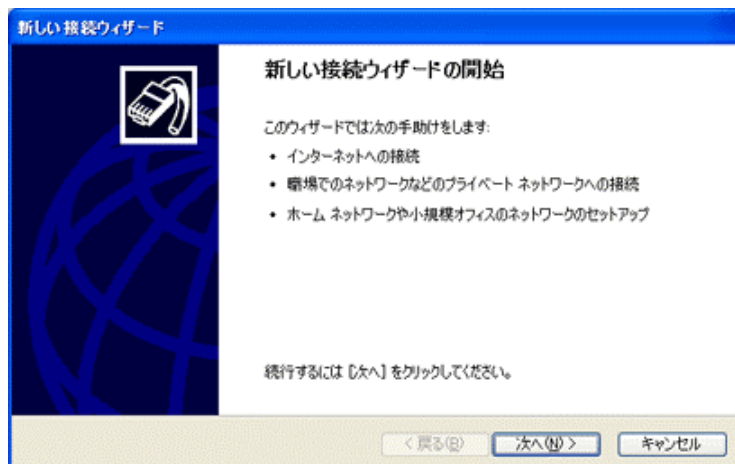 新しい接続ウィザード
新しい接続ウィザードの開始
このウィザードでは次の手助けをします:
• インターネットへの接続
• 職場でのネットワークなどのプライベート ネットワークへの接続
• ホーム ネットワークや小規模オフィスのネットワークのセットアップ
続行するには [次へ] をクリックしてください。
< 戻る(B) 次へ(N) > キャンセル